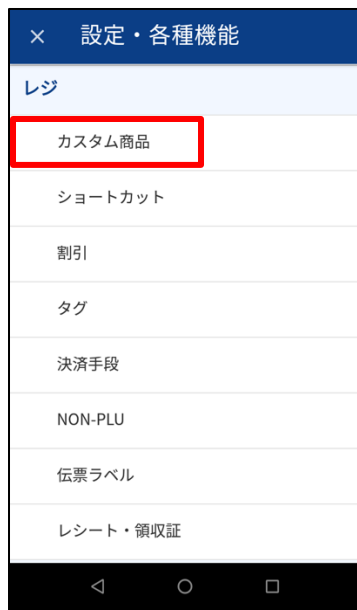 × 設定・各種機能
レジ
カスタム商品
ショートカット
割引
タグ
決済手段
NON-PLU
伝票ラベル
レシート・領収証